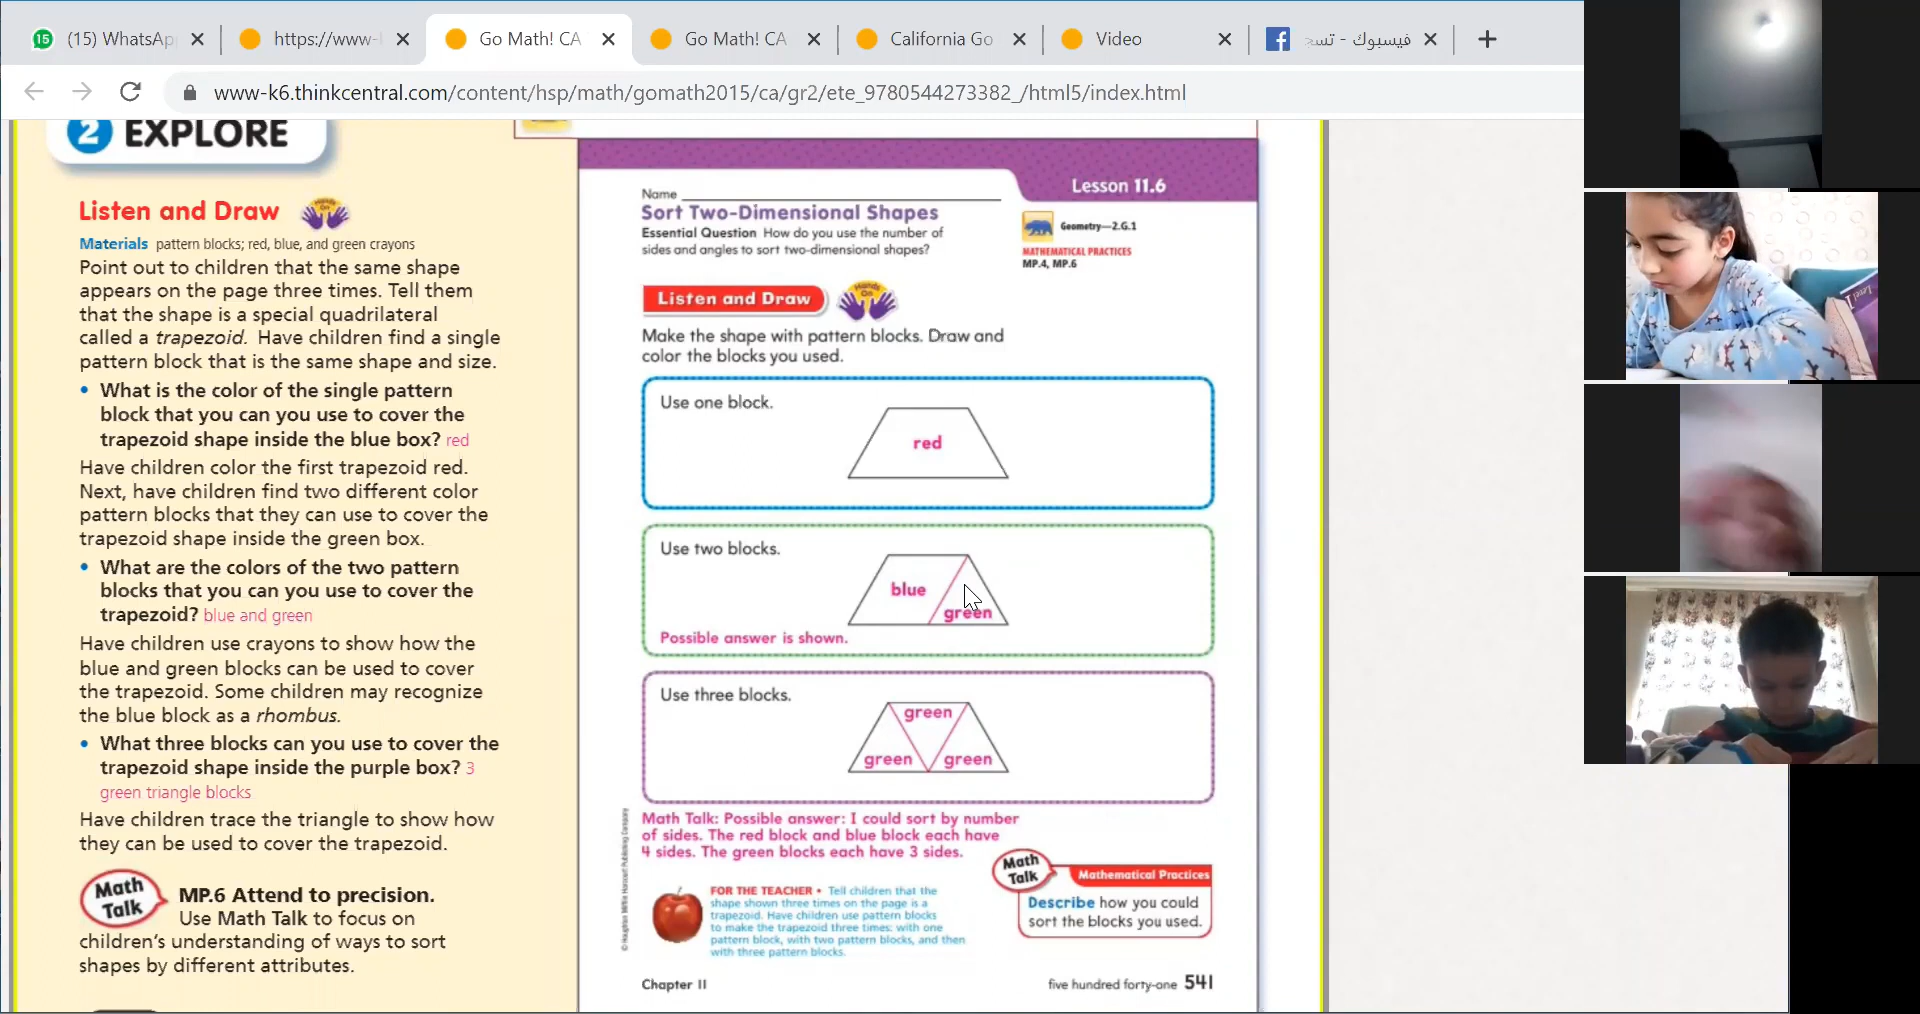 15 (15) WhatsAp
https://www-
Go Math! CA
Go Math! CA
California Go
Video
فيسبوك - تسج
www-k6.thinkcentral.com/content/hsp/math/gomath2015/ca/gr2/ete_9780544273382_/html5/index.html
2 EXPLORE
Listen and Draw
Hands On
Materials pattern blocks; red, blue, and green crayons
Point out to children that the same shape
appears on the page three times. Tell them
that the shape is a special quadrilateral
called a trapezoid. Have children find a single
pattern block that is the same shape and size.
• What is the color of the single pattern
block that you can you use to cover the
trapezoid shape inside the blue box? red
Have children color the first trapezoid red.
Next, have children find two different color
pattern blocks that they can use to cover the
trapezoid shape inside the green box.
• What are the colors of the two pattern
blocks that you can you use to cover the
trapezoid? blue and green
Have children use crayons to show how the
blue and green blocks can be used to cover
the trapezoid. Some children may recognize
the blue block as a rhombus.
• What three blocks can you use to cover the
trapezoid shape inside the purple box? 3
green triangle blocks
Have children trace the triangle to show how
they can be used to cover the trapezoid.
Math
Talk
MP.6 Attend to precision.
Use Math Talk to focus on
children's understanding of ways to sort
shapes by different attributes.
Lesson 11.6
Name
Sort Two-Dimensional Shapes
Essential Question How do you use the number of
sides and angles to sort two-dimensional shapes?
Geometry—2.G.1
MATHEMATICAL PRACTICES
MP.4, MP.6
Listen and Draw
Hands On
Make the shape with pattern blocks. Draw and
color the blocks you used.
Use one block.
red
Use two blocks.
blue
green
Possible answer is shown.
Use three blocks.
green
green green
Math Talk: Possible answer: I could sort by number
of sides. The red block and blue block each have
4 sides. The green blocks each have 3 sides.
FOR THE TEACHER • Tell children that the
shape shown three times on the page is a
trapezoid. Have children use pattern blocks
to make the trapezoid three times: with one
pattern block, with two pattern blocks, and then
with three pattern blocks.
Math
Talk
Mathematical Practices
Describe how you could
sort the blocks you used.
© Houghton Mifflin Harcourt Publishing Company
Chapter 11
five hundred forty-one 541
Level 1